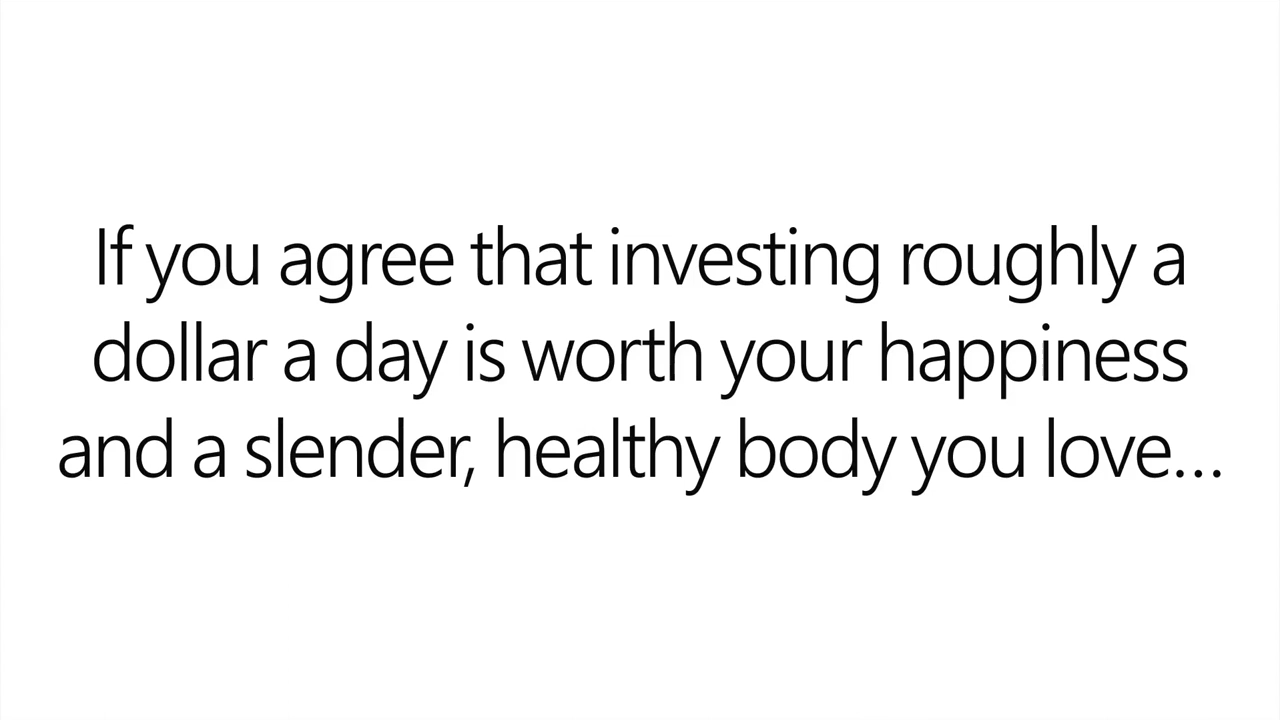 If you agree that investing roughly a
dollar a day is worth your happiness
and a slender, healthy body you love...